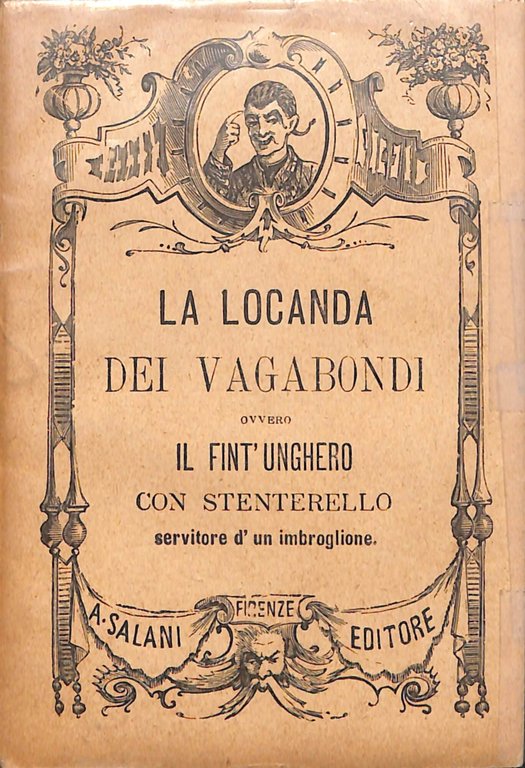 LA LOCANDA
DEI VAGABONDI
OVVERO
IL FINT' UNGHERO
CON STENTERELLO
servitore d' un imbroglione.
FIRENZE
A. SALANI EDITORE